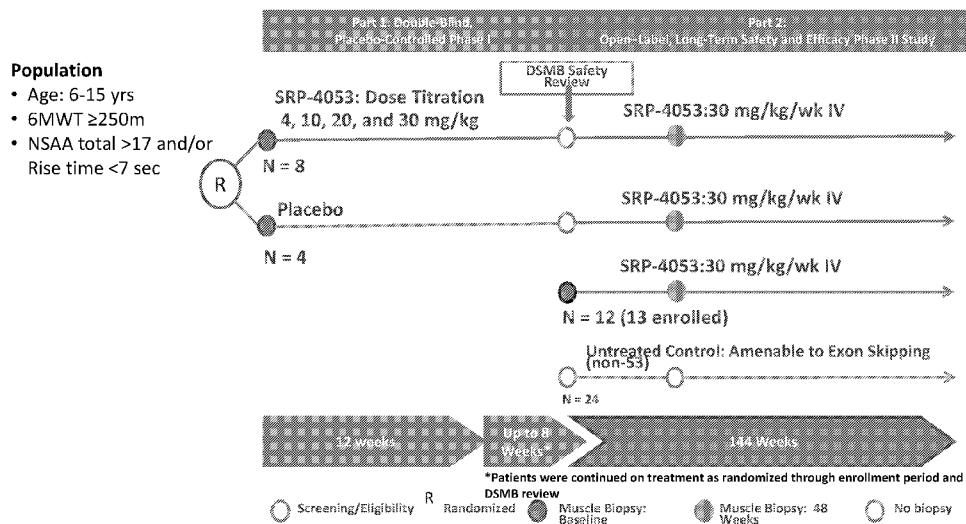 Part 1: Double-Blind,
Placebo-Controlled Phase I
Part 2:
Open-Label, Long-Term Safety and Efficacy Phase II Study
Population
• Age: 6-15 yrs
• 6MWT ≥250m
• NSAA total >17 and/or
Rise time <7 sec
DSMB Safety
Review
SRP-4053: Dose Titration
4, 10, 20, and 30 mg/kg
SRP-4053:30 mg/kg/wk IV
N = 8
R
Placebo
SRP-4053:30 mg/kg/wk IV
N = 4
SRP-4053:30 mg/kg/wk IV
N = 12 (13 enrolled)
Untreated Control: Amenable to Exon Skipping
(non-53)
N = 24
12 weeks
Up to 8
Weeks*
144 Weeks
*Patients were continued on treatment as randomized through enrollment period and
DSMB review
Screening/Eligibility
R Randomized
Muscle Biopsy:
Baseline
Muscle Biopsy: 48
Weeks
No biopsy